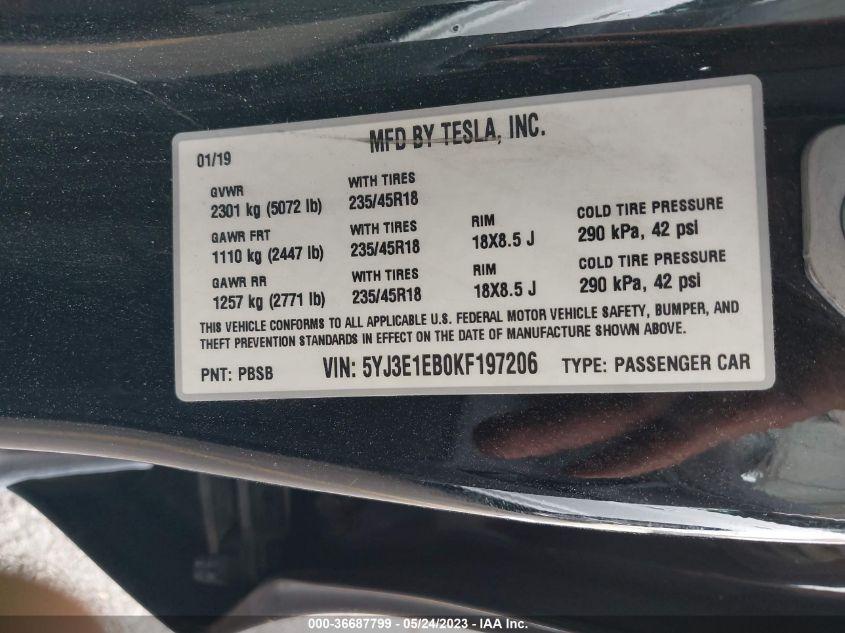 MFD BY TESLA, INC.
01/19
GVWR WITH TIRES
2301 kg (5072 lb) 235/45R18
GAWR FRT WITH TIRES RIM COLD TIRE PRESSURE
1110 kg (2447 lb) 235/45R18 18X8.5 J 290 kPa, 42 psi
GAWR RR WITH TIRES RIM COLD TIRE PRESSURE
1257 kg (2771 lb) 235/45R18 18X8.5 J 290 kPa, 42 psi
THIS VEHICLE CONFORMS TO ALL APPLICABLE U.S. FEDERAL MOTOR VEHICLE SAFETY, BUMPER, AND
THEFT PREVENTION STANDARDS IN EFFECT ON THE DATE OF MANUFACTURE SHOWN ABOVE.
PNT: PBSB VIN: 5YJ3E1EB0KF197206 TYPE: PASSENGER CAR
000-36687799 - 05/24/2023 - IAA Inc.